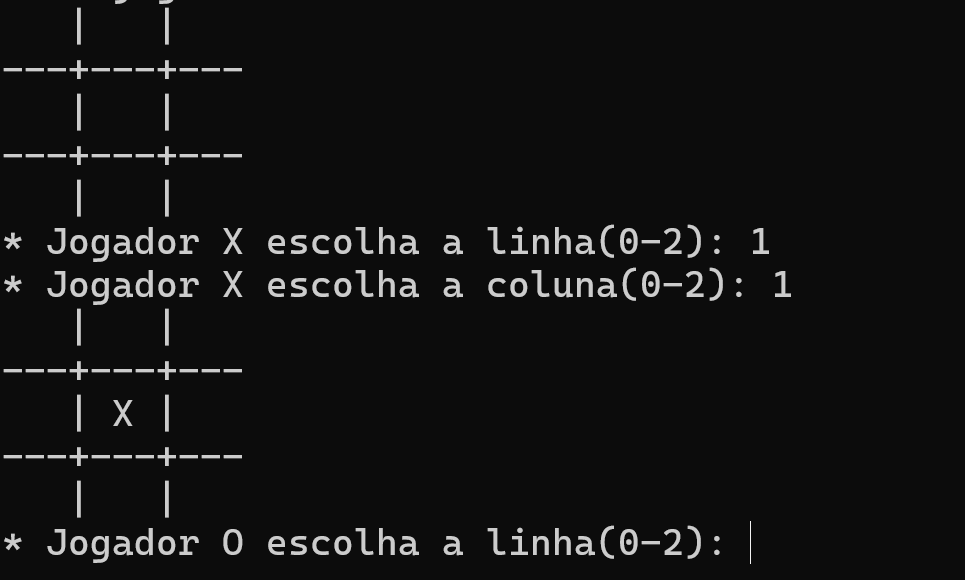 |   |
---+---+---
   |   |
---+---+---
   |   |
* Jogador X escolha a linha(0-2): 1
* Jogador X escolha a coluna(0-2): 1
   |   |
---+---+---
   | X |
---+---+---
   |   |
* Jogador O escolha a linha(0-2):